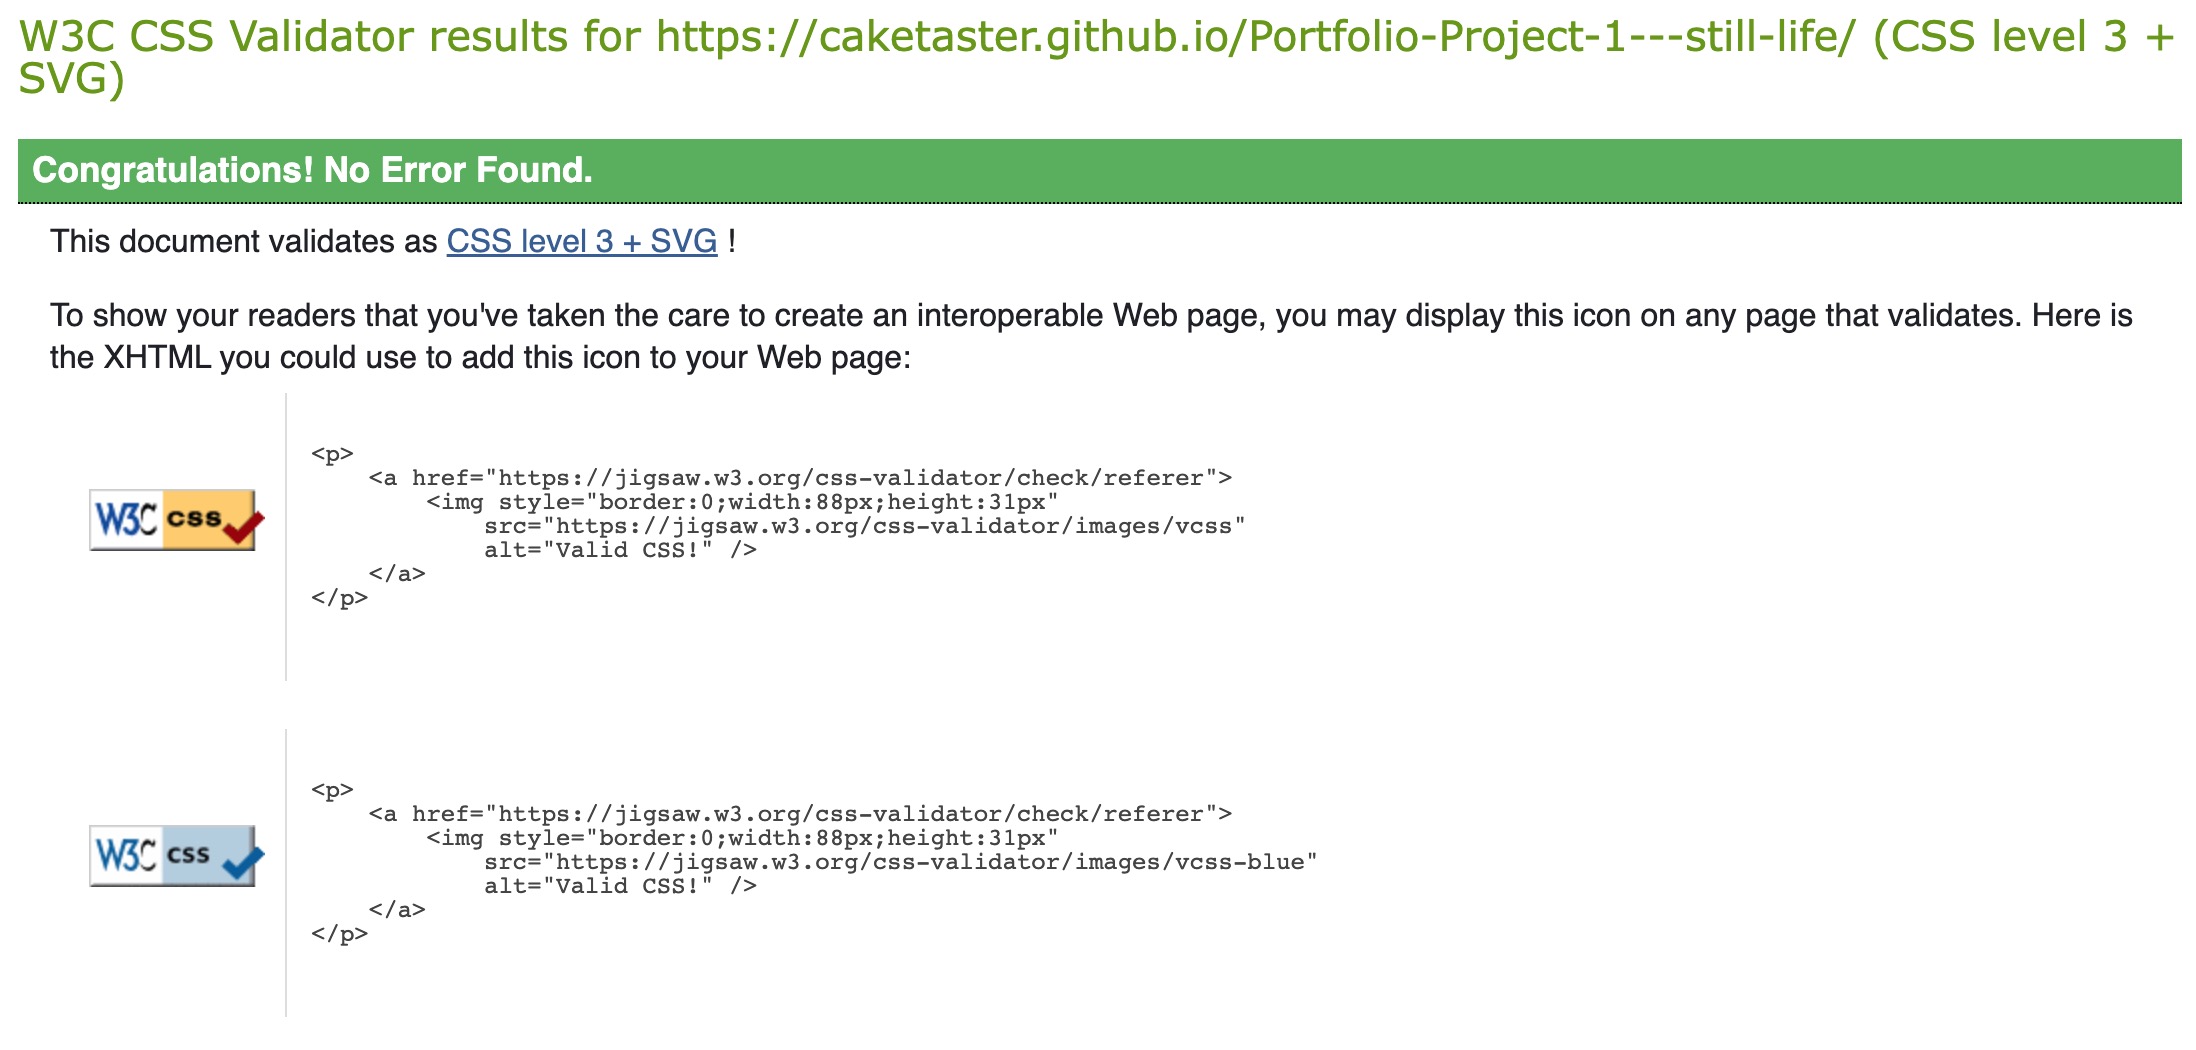 W3C CSS Validator results for https://caketaster.github.io/Portfolio-Project-1---still-life/ (CSS level 3 +
SVG)
Congratulations! No Error Found.
This document validates as CSS level 3 + SVG !
To show your readers that you've taken the care to create an interoperable Web page, you may display this icon on any page that validates. Here is
the XHTML you could use to add this icon to your Web page:
W3C css
<p>
    <a href="https://jigsaw.w3.org/css-validator/check/referer">
        <img style="border:0;width:88px;height:31px"
            src="https://jigsaw.w3.org/css-validator/images/vcss"
            alt="Valid CSS!" />
    </a>
</p>
W3C css
<p>
    <a href="https://jigsaw.w3.org/css-validator/check/referer">
        <img style="border:0;width:88px;height:31px"
            src="https://jigsaw.w3.org/css-validator/images/vcss-blue"
            alt="Valid CSS!" />
    </a>
</p>